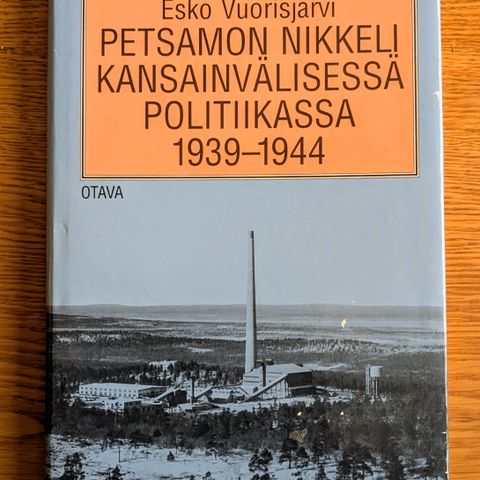 Esko Vuorisjärvi
PETSAMON NIKKELI
KANSAINVÄLISESSÄ
POLITIIKASSA
1939–1944
OTAVA